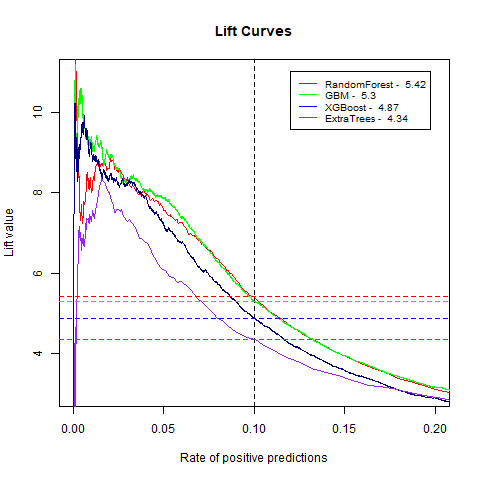 Lift Curves
RandomForest - 5.42
GBM - 5.3
XGBoost - 4.87
ExtraTrees - 4.34
Lift value
10
8
6
4
0.00 0.05 0.10 0.15 0.20
Rate of positive predictions